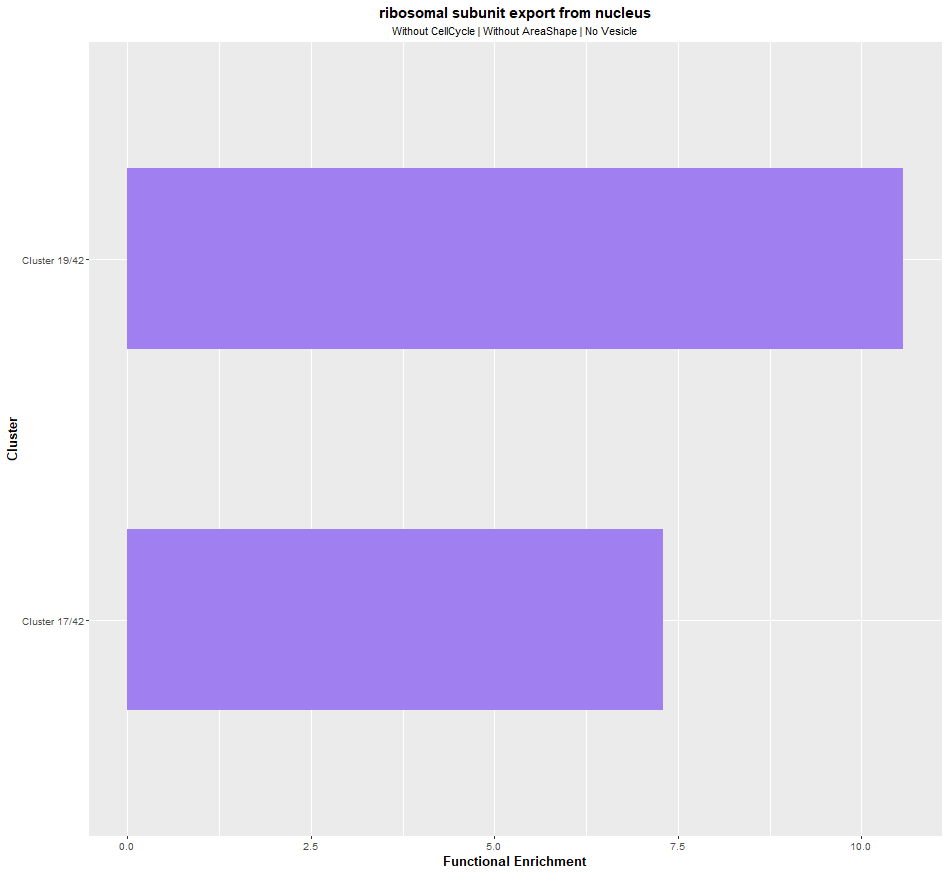 ribosomal subunit export from nucleus
Without CellCycle | Without AreaShape | No Vesicle
Cluster
Cluster 19/42
Cluster 17/42
0.0 2.5 5.0 7.5 10.0
Functional Enrichment